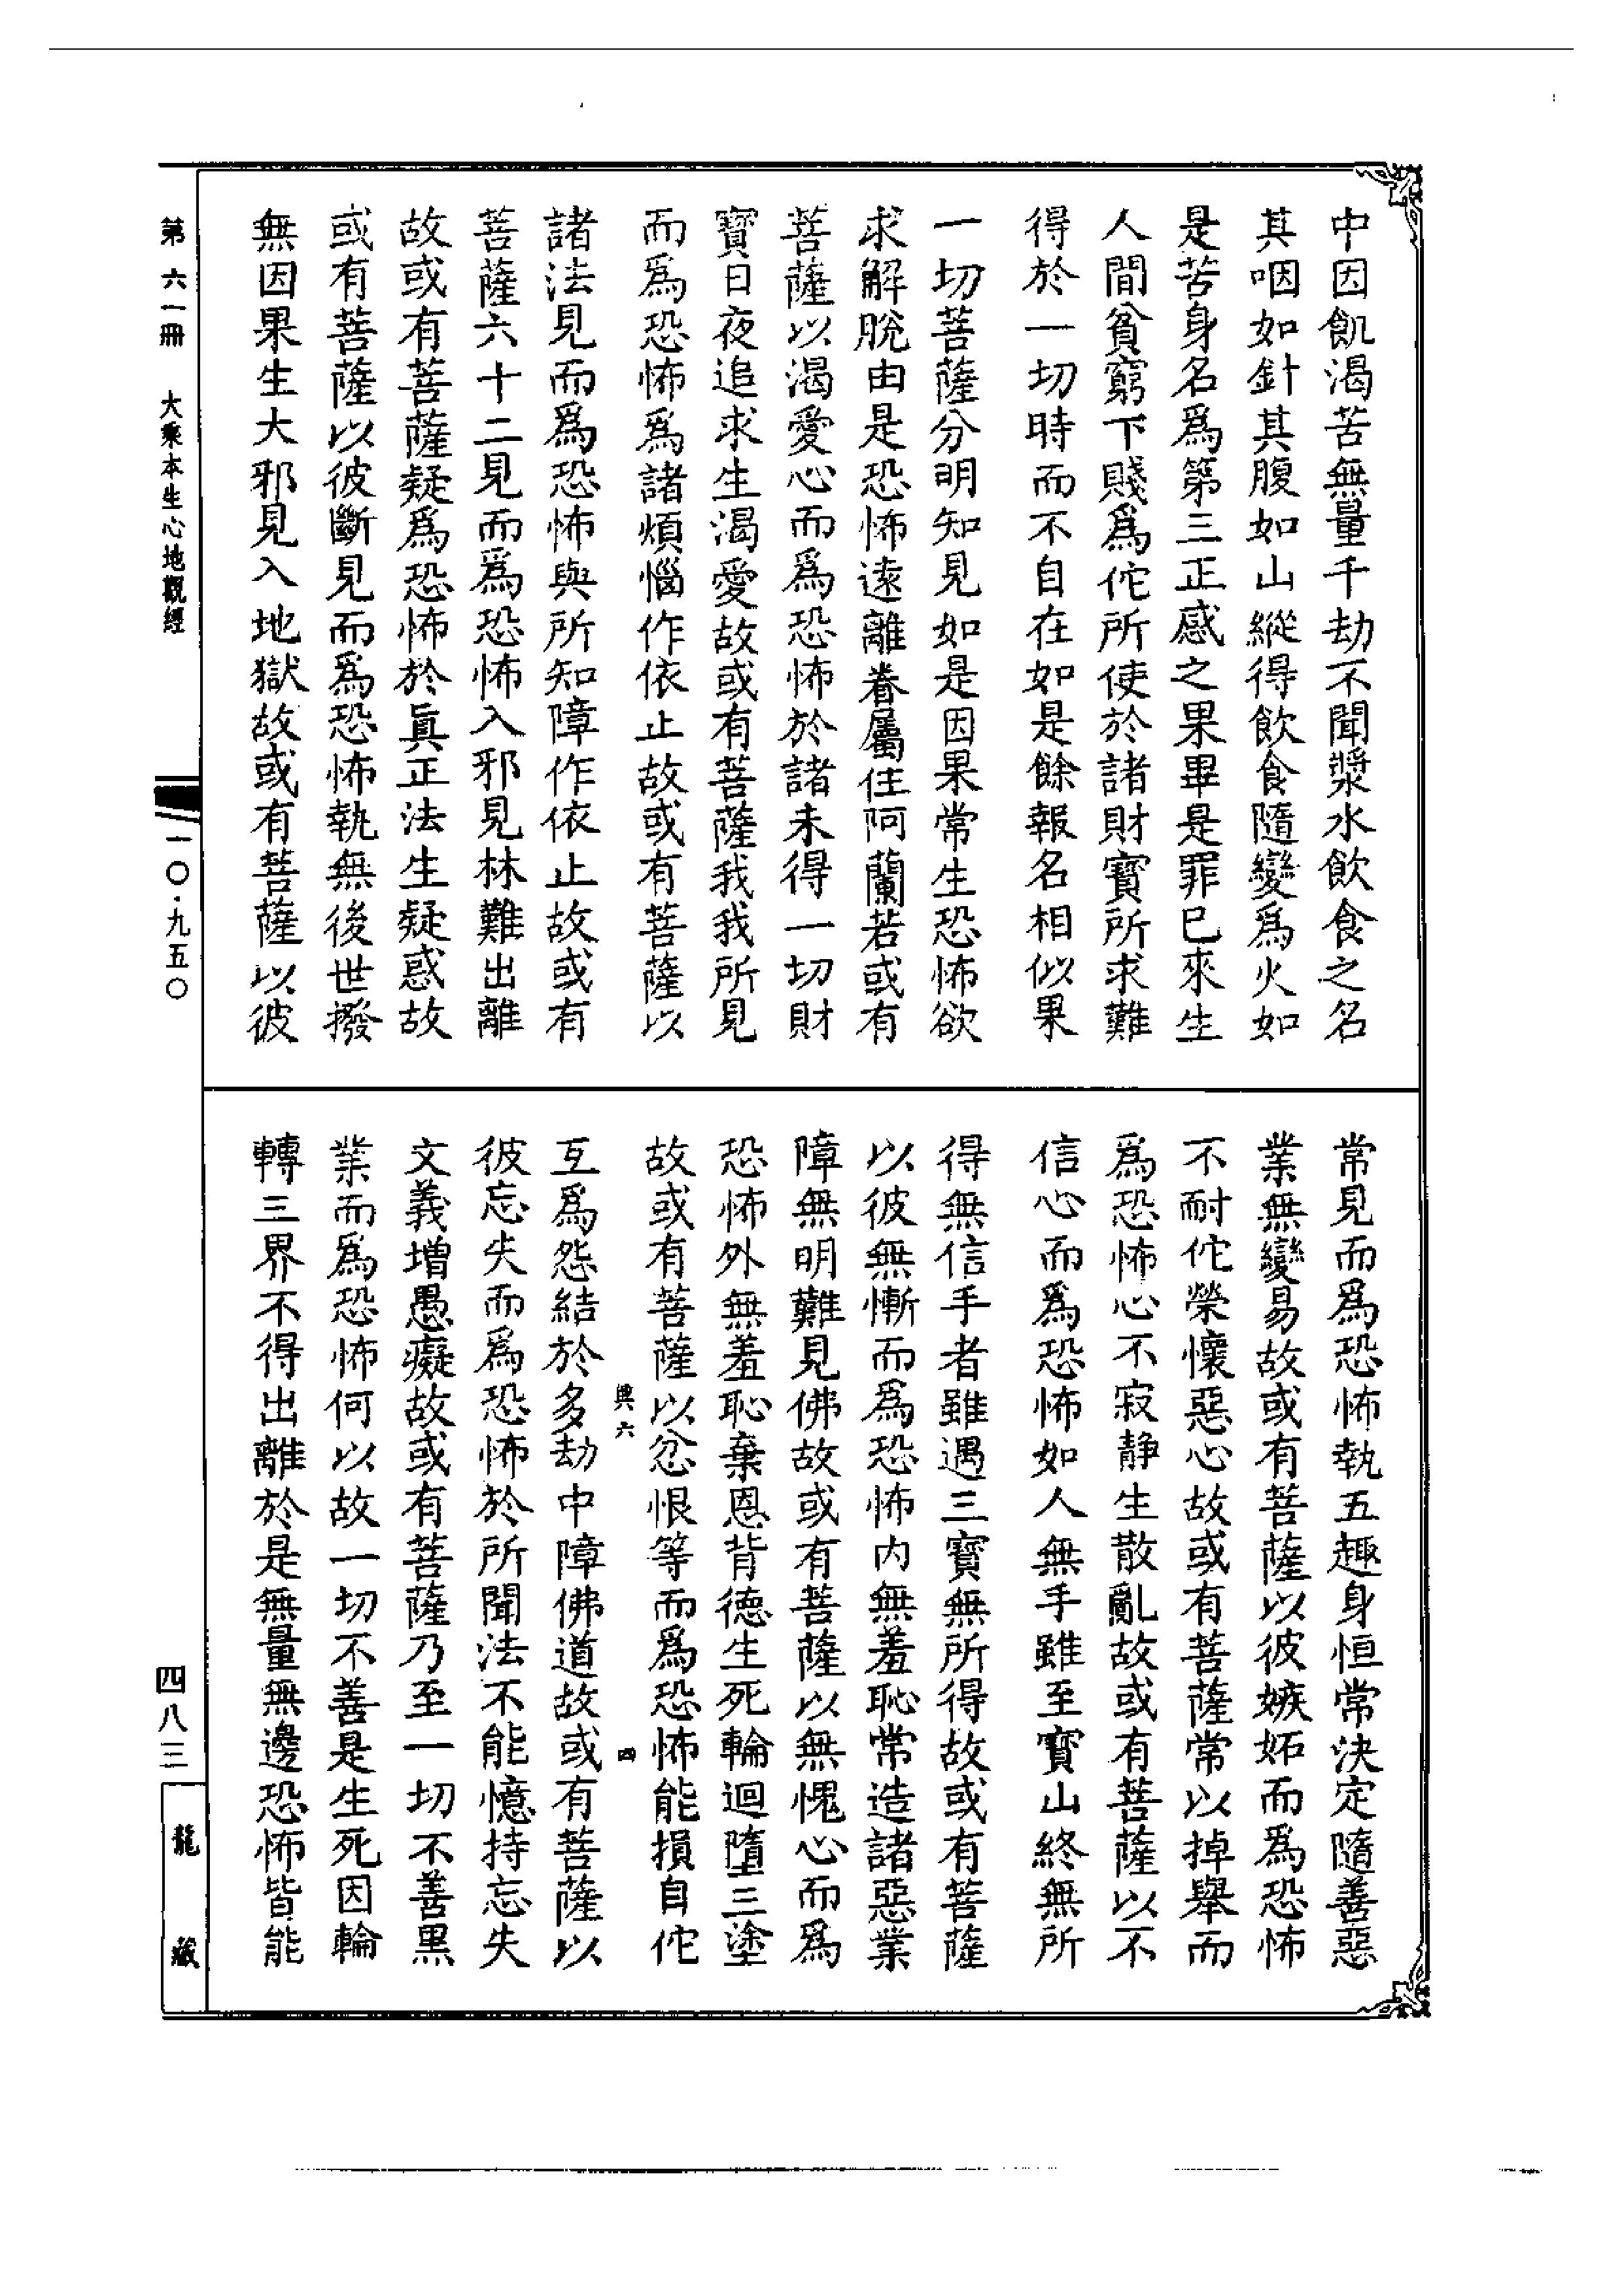 中因飢渴苦無量千劫不聞漿水飲食之名
其咽如針其腹如山縱得飲食隨變爲火如
是苦身名爲第三正感之果畢是罪已來生
人間貧窮下賤爲佗所使於諸財寶所求難
得於一切時而不自在如是餘報名相似果
一切菩薩分明知見如是因果常生恐怖欲
求解脫由是恐怖遠離眷屬住阿蘭若或有
菩薩以渴愛心而爲恐怖於諸未得一切財
寶日夜追求生渴愛故或有菩薩我我所見
而爲恐怖爲諸煩惱作依止故或有菩薩以
諸法見而爲恐怖與所知障作依止故或有
菩薩六十二見而爲恐怖入邪見林難出離
故或有菩薩疑爲恐怖於眞正法生疑惑故
或有菩薩以彼斷見而爲恐怖執無後世撥
無因果生大邪見入地獄故或有菩薩以彼
常見而爲恐怖執五趣身恒常決定隨善惡
業無變易故或有菩薩以彼嫉妬而爲恐怖
不耐佗榮懷惡心故或有菩薩常以掉舉而
爲恐怖心不寂靜生散亂故或有菩薩以不
信心而爲恐怖如人無手雖至寶山終無所
得無信手者雖遇三寶無所得故或有菩薩
以彼無慚而爲恐怖內無羞恥常造諸惡業
障無明難見佛故或有菩薩以無愧心而爲
恐怖外無羞恥棄恩背德生死輪迴墮三塗
故或有菩薩以忿恨等而爲恐怖能損自佗
與六 四
互爲怨結於多劫中障佛道故或有菩薩以
彼忘失而爲恐怖於所聞法不能憶持忘失
文義增愚癡故或有菩薩乃至一切不善黑
業而爲恐怖何以故一切不善是生死因輪
轉三界不得出離於是無量無邊恐怖皆能
第六一冊 大乘本生心地觀經
一〇·九五〇
四八三
龍藏